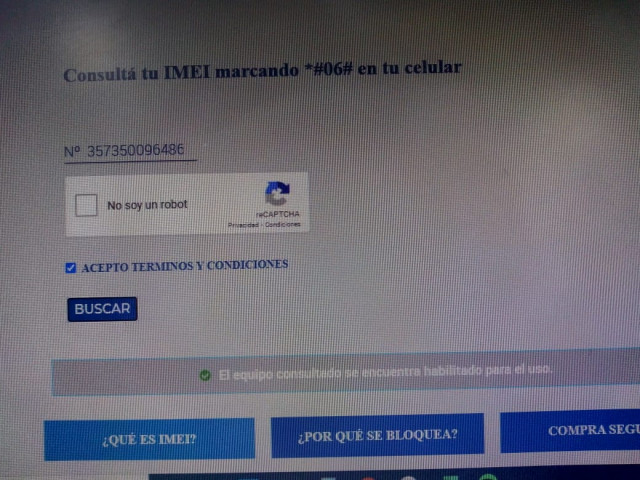 Consultá tu IMEI marcando *#06# en tu celular
Nº 357350096486
No soy un robot
reCAPTCHA
Privacidad - Condiciones
ACEPTO TERMINOS Y CONDICIONES
BUSCAR
El equipo consultado se encuentra habilitado para el uso.
¿QUÉ ES IMEI?
¿POR QUÉ SE BLOQUEA?
COMPRA SEGU